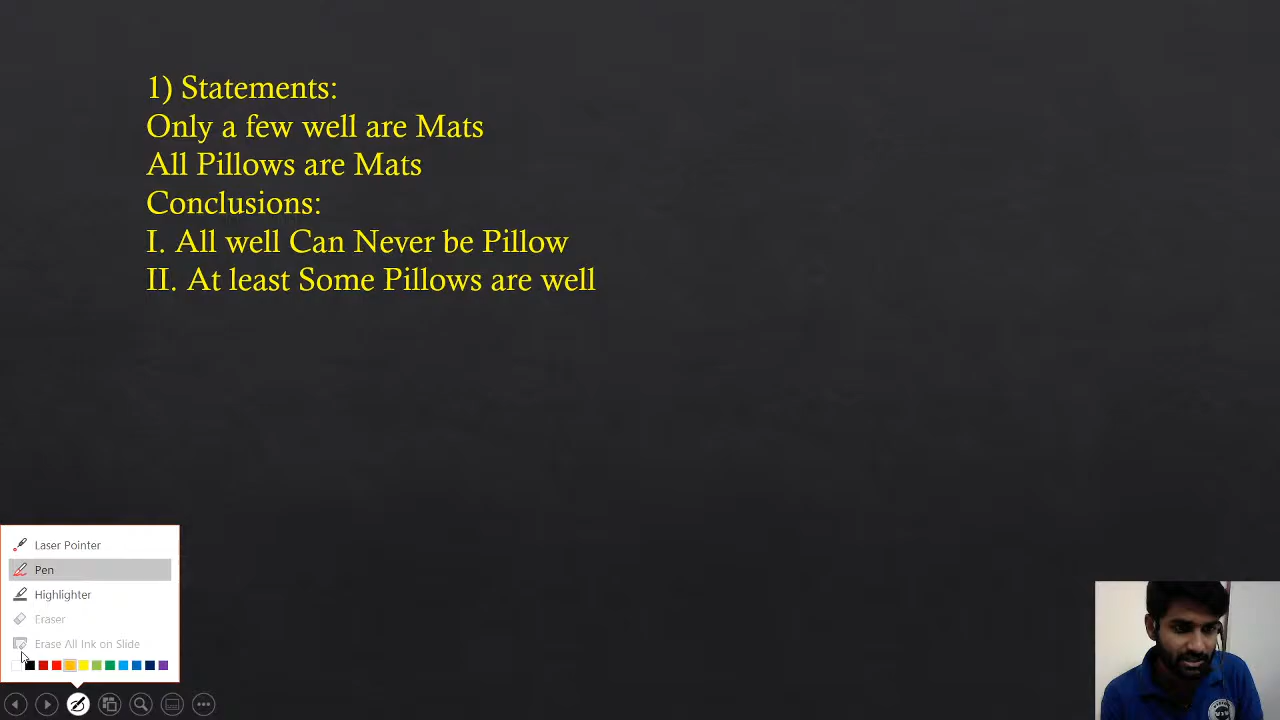 1) Statements:
Only a few well are Mats
All Pillows are Mats
Conclusions:
I. All well Can Never be Pillow
II. At least Some Pillows are well
Laser Pointer
Pen
Highlighter
Eraser
Erase All Ink on Slide